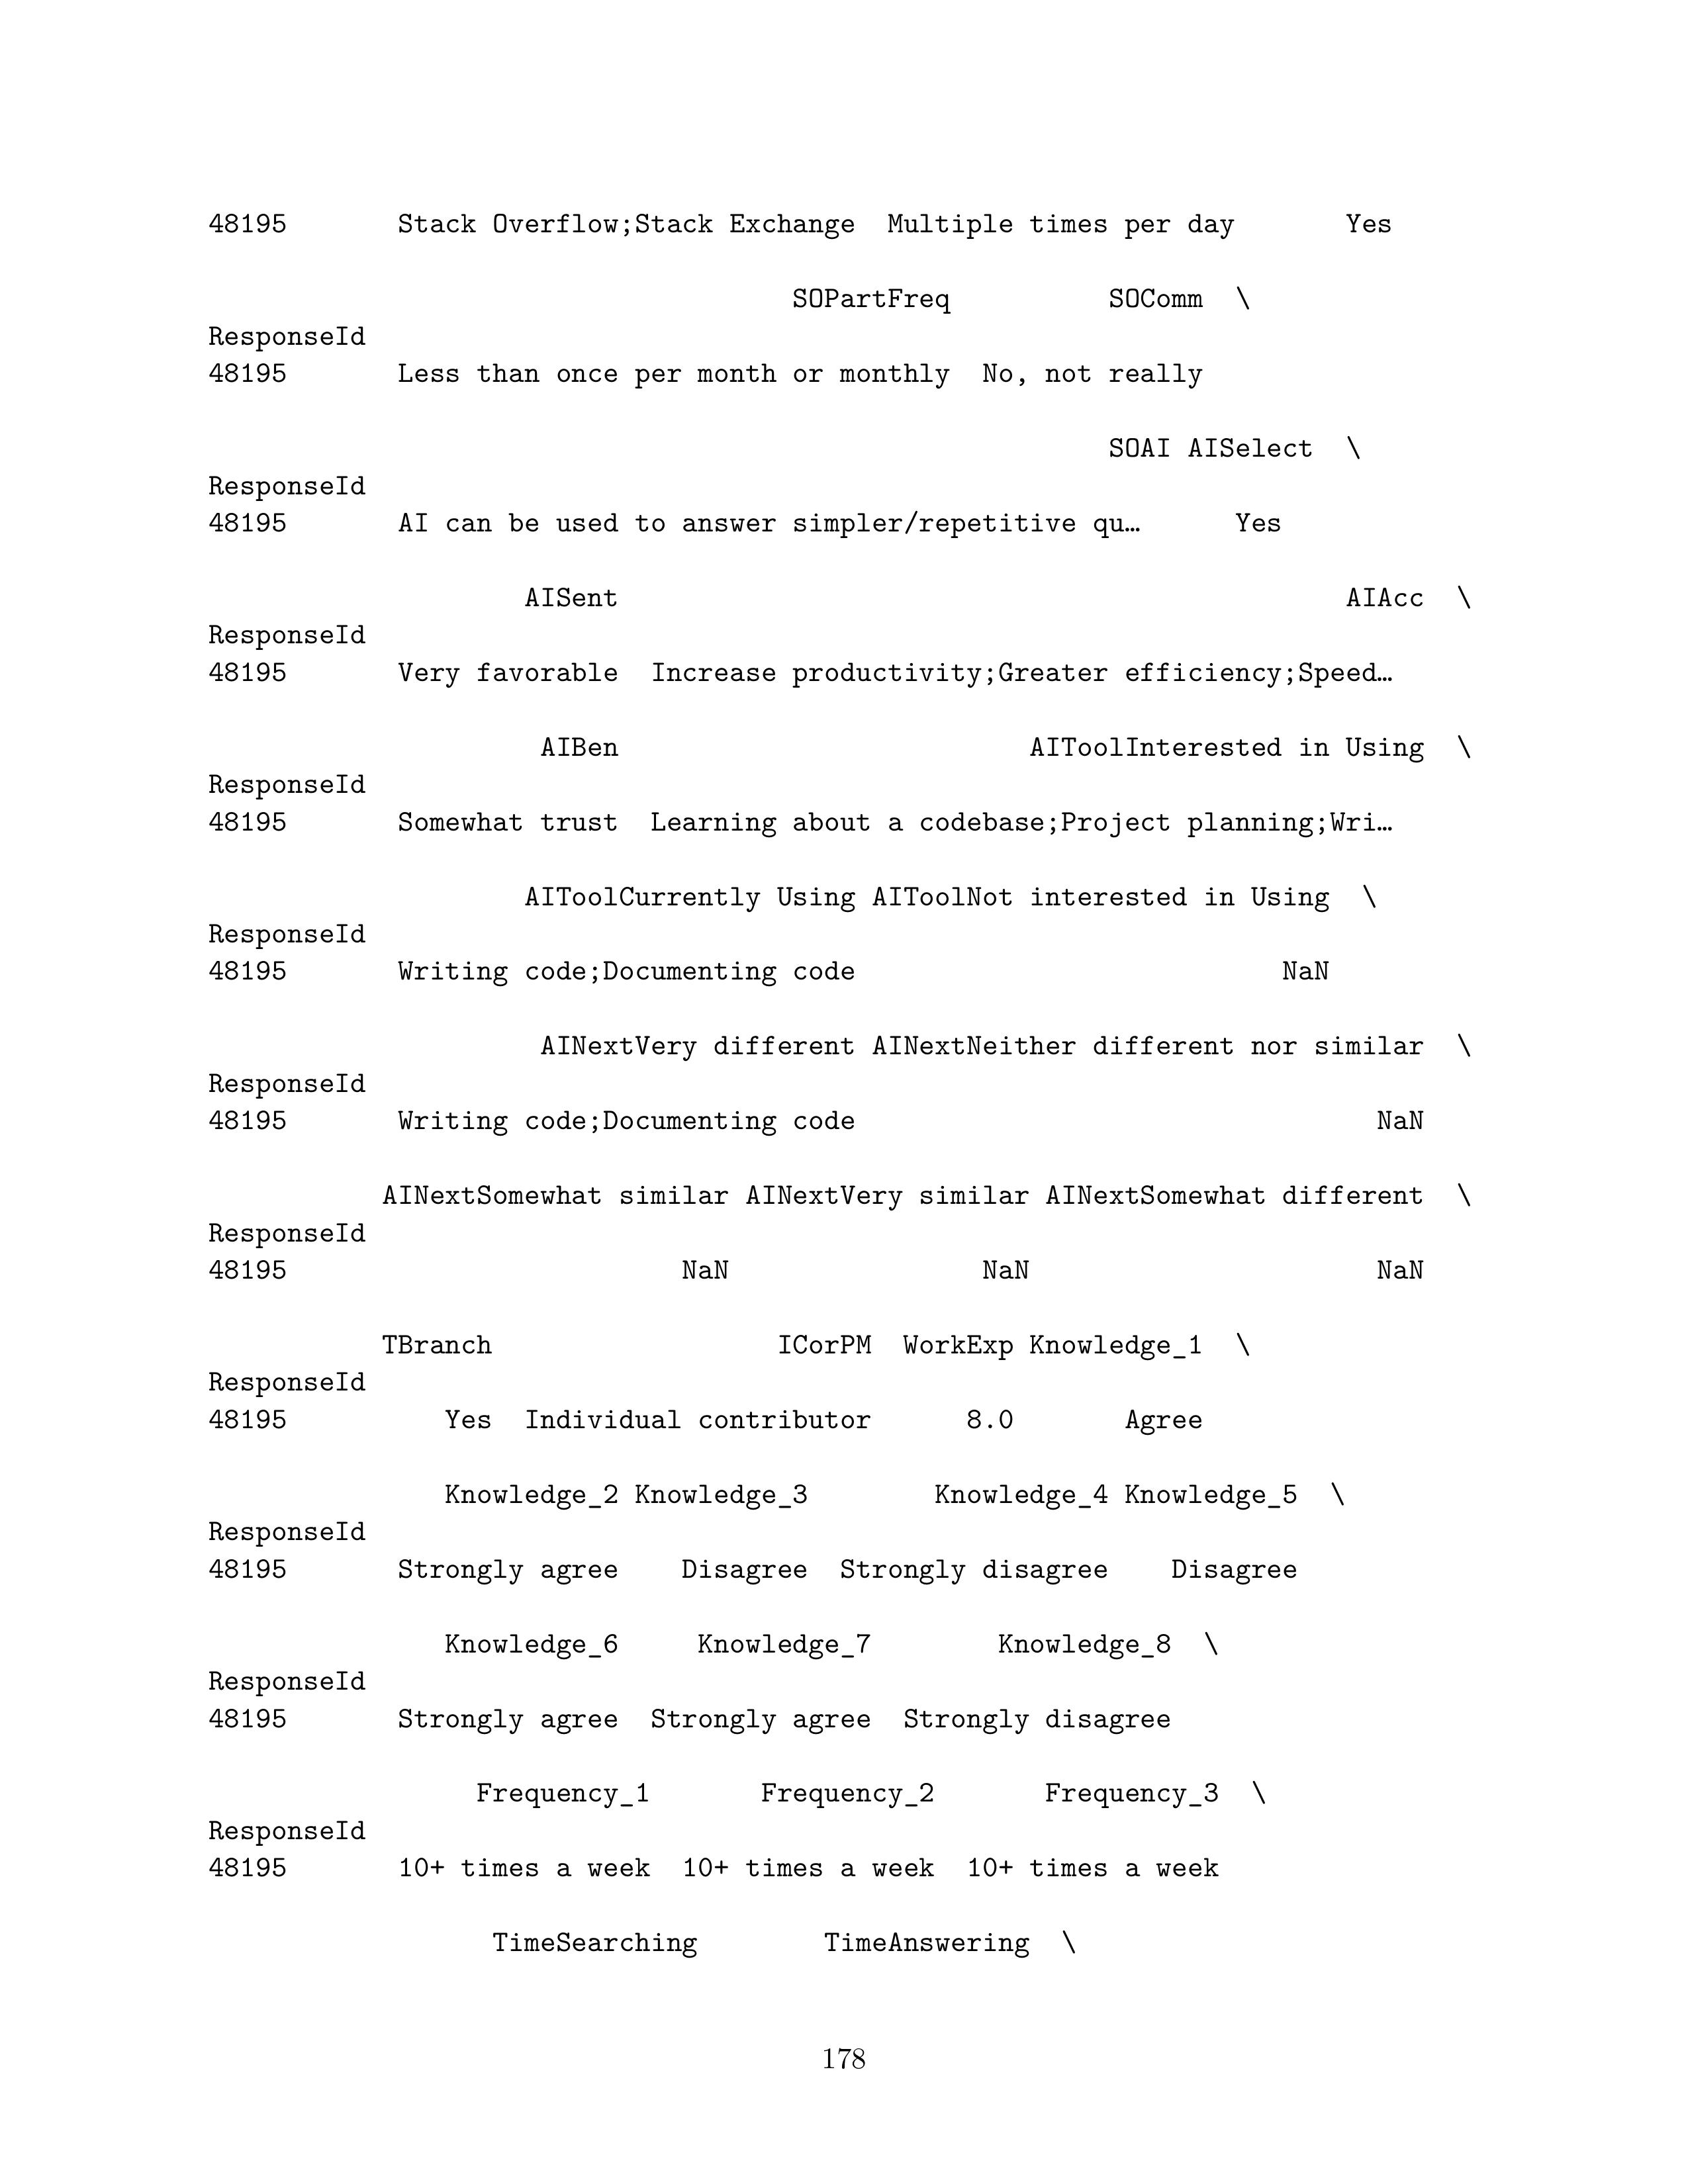 48195       Stack Overflow;Stack Exchange  Multiple times per day       Yes
SOPartFreq          SOComm  \
ResponseId
48195       Less than once per month or monthly  No, not really
SOAI AISelect  \
ResponseId
48195       AI can be used to answer simpler/repetitive qu…      Yes
AISent                                              AIAcc  \
ResponseId
48195       Very favorable  Increase productivity;Greater efficiency;Speed…
AIBen                          AIToolInterested in Using  \
ResponseId
48195       Somewhat trust  Learning about a codebase;Project planning;Wri…
AIToolCurrently Using AIToolNot interested in Using  \
ResponseId
48195       Writing code;Documenting code                           NaN
AINextVery different AINextNeither different nor similar  \
ResponseId
48195       Writing code;Documenting code                                 NaN
AINextSomewhat similar AINextVery similar AINextSomewhat different  \
ResponseId
48195                         NaN                NaN                      NaN
TBranch                  ICorPM  WorkExp Knowledge_1  \
ResponseId
48195          Yes  Individual contributor      8.0       Agree
Knowledge_2 Knowledge_3        Knowledge_4 Knowledge_5  \
ResponseId
48195       Strongly agree    Disagree  Strongly disagree    Disagree
Knowledge_6     Knowledge_7        Knowledge_8  \
ResponseId
48195       Strongly agree  Strongly agree  Strongly disagree
Frequency_1       Frequency_2       Frequency_3  \
ResponseId
48195       10+ times a week  10+ times a week  10+ times a week
TimeSearching        TimeAnswering  \
178